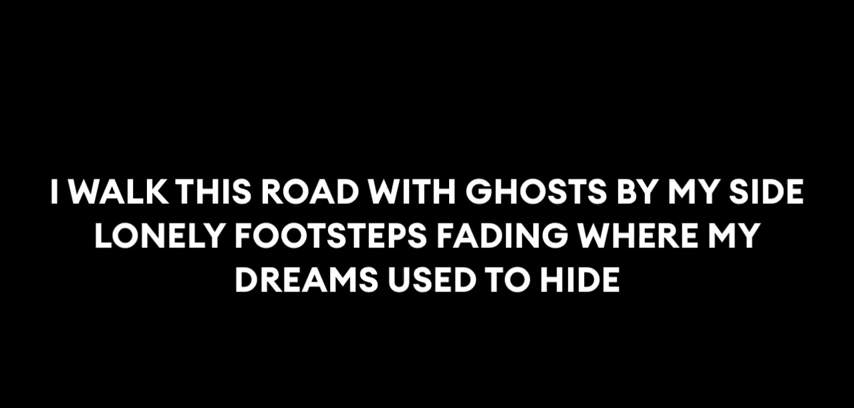 I WALK THIS ROAD WITH GHOSTS BY MY SIDE
LONELY FOOTSTEPS FADING WHERE MY
DREAMS USED TO HIDE